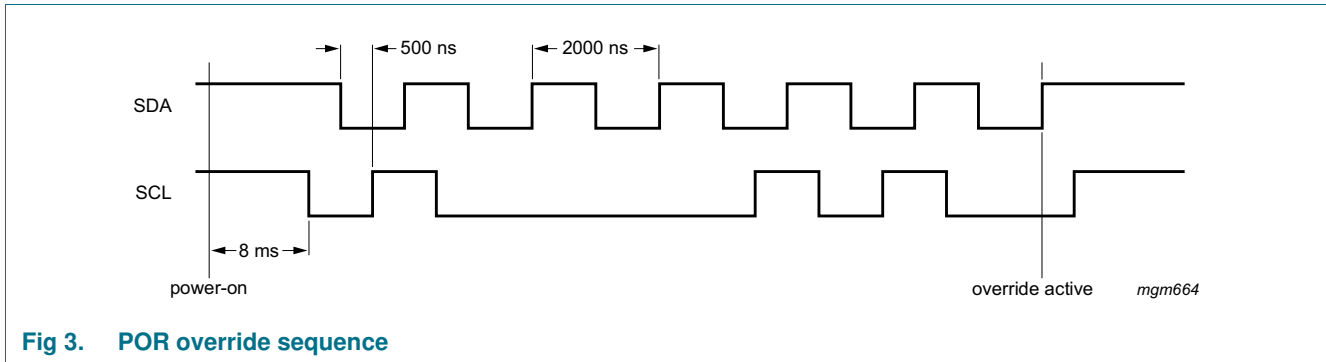 500 ns
2000 ns
SDA
SCL
8 ms
power-on
override active
mgm664
Fig 3. POR override sequence